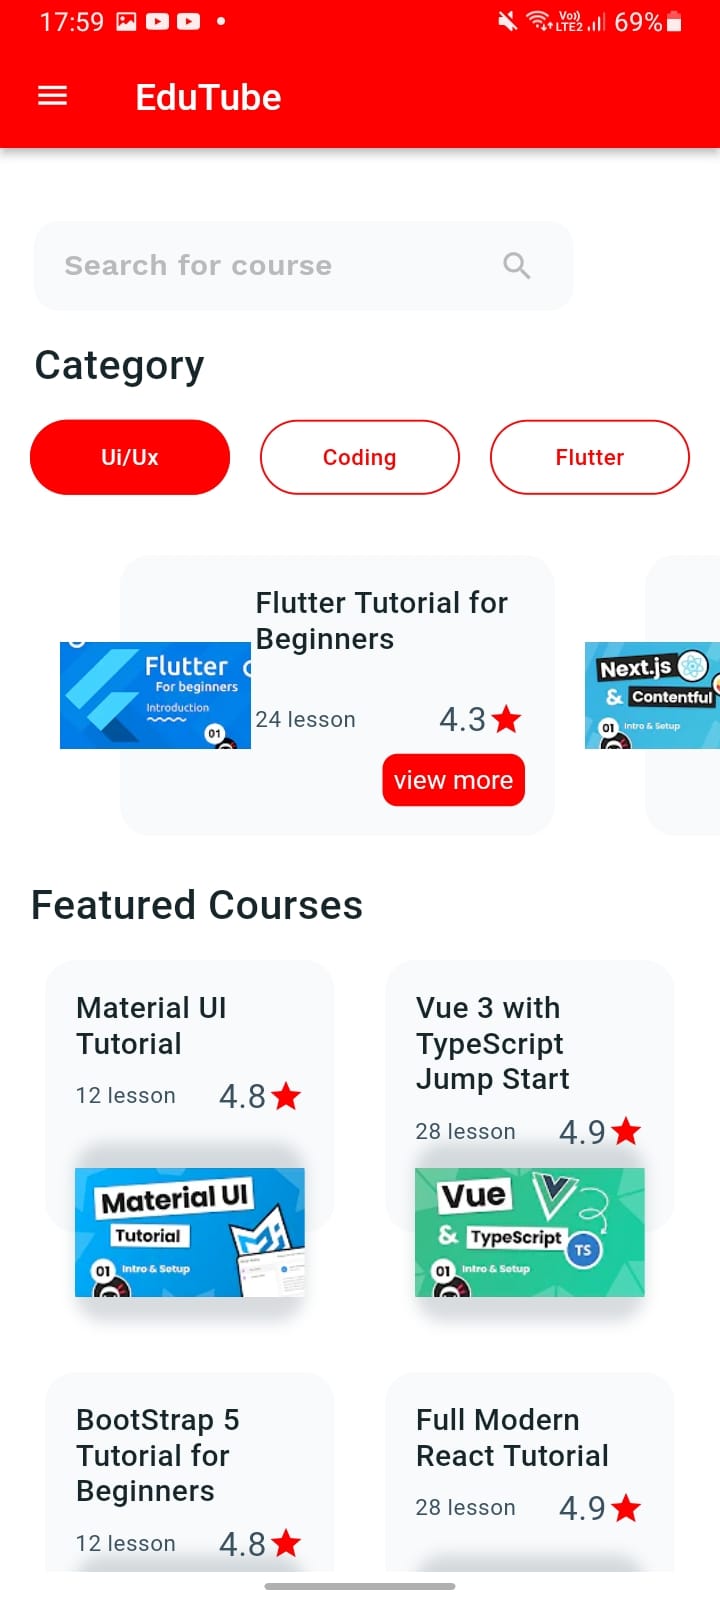 17:59
Vo))
LTE2
69%
EduTube
Search for course
Category
Ui/Ux
Coding
Flutter
Flutter Tutorial for
Beginners
Flutter
For beginners
Introduction
01
24 lesson
4.3
view more
Next.js
& Contentful
01 Intro & Setup
Featured Courses
Material UI
Tutorial
12 lesson
4.8
Material UI
Tutorial
01 Intro & Setup
Vue 3 with
TypeScript
Jump Start
28 lesson
4.9
Vue
& TypeScript
TS
01 Intro & Setup
BootStrap 5
Tutorial for
Beginners
12 lesson
4.8
Full Modern
React Tutorial
28 lesson
4.9